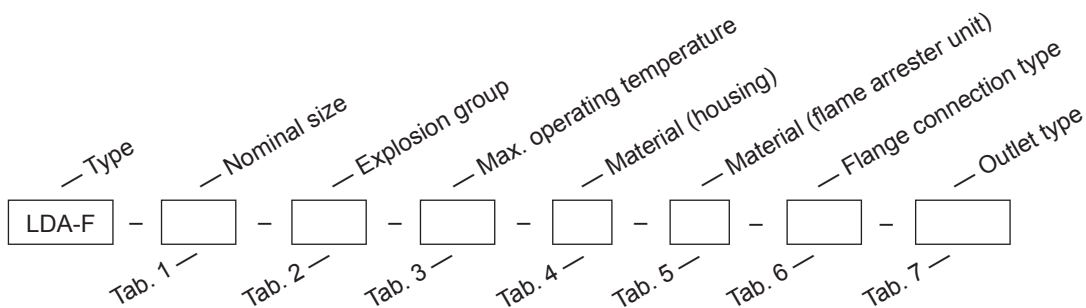 — Type
— Nominal size
— Explosion group
— Max. operating temperature
— Material (housing)
— Material (flame arrester unit)
— Flange connection type
— Outlet type
LDA-F – – – – – – –
Tab. 1 —
Tab. 2 —
Tab. 3 —
Tab. 4 —
Tab. 5 —
Tab. 6 —
Tab. 7 —